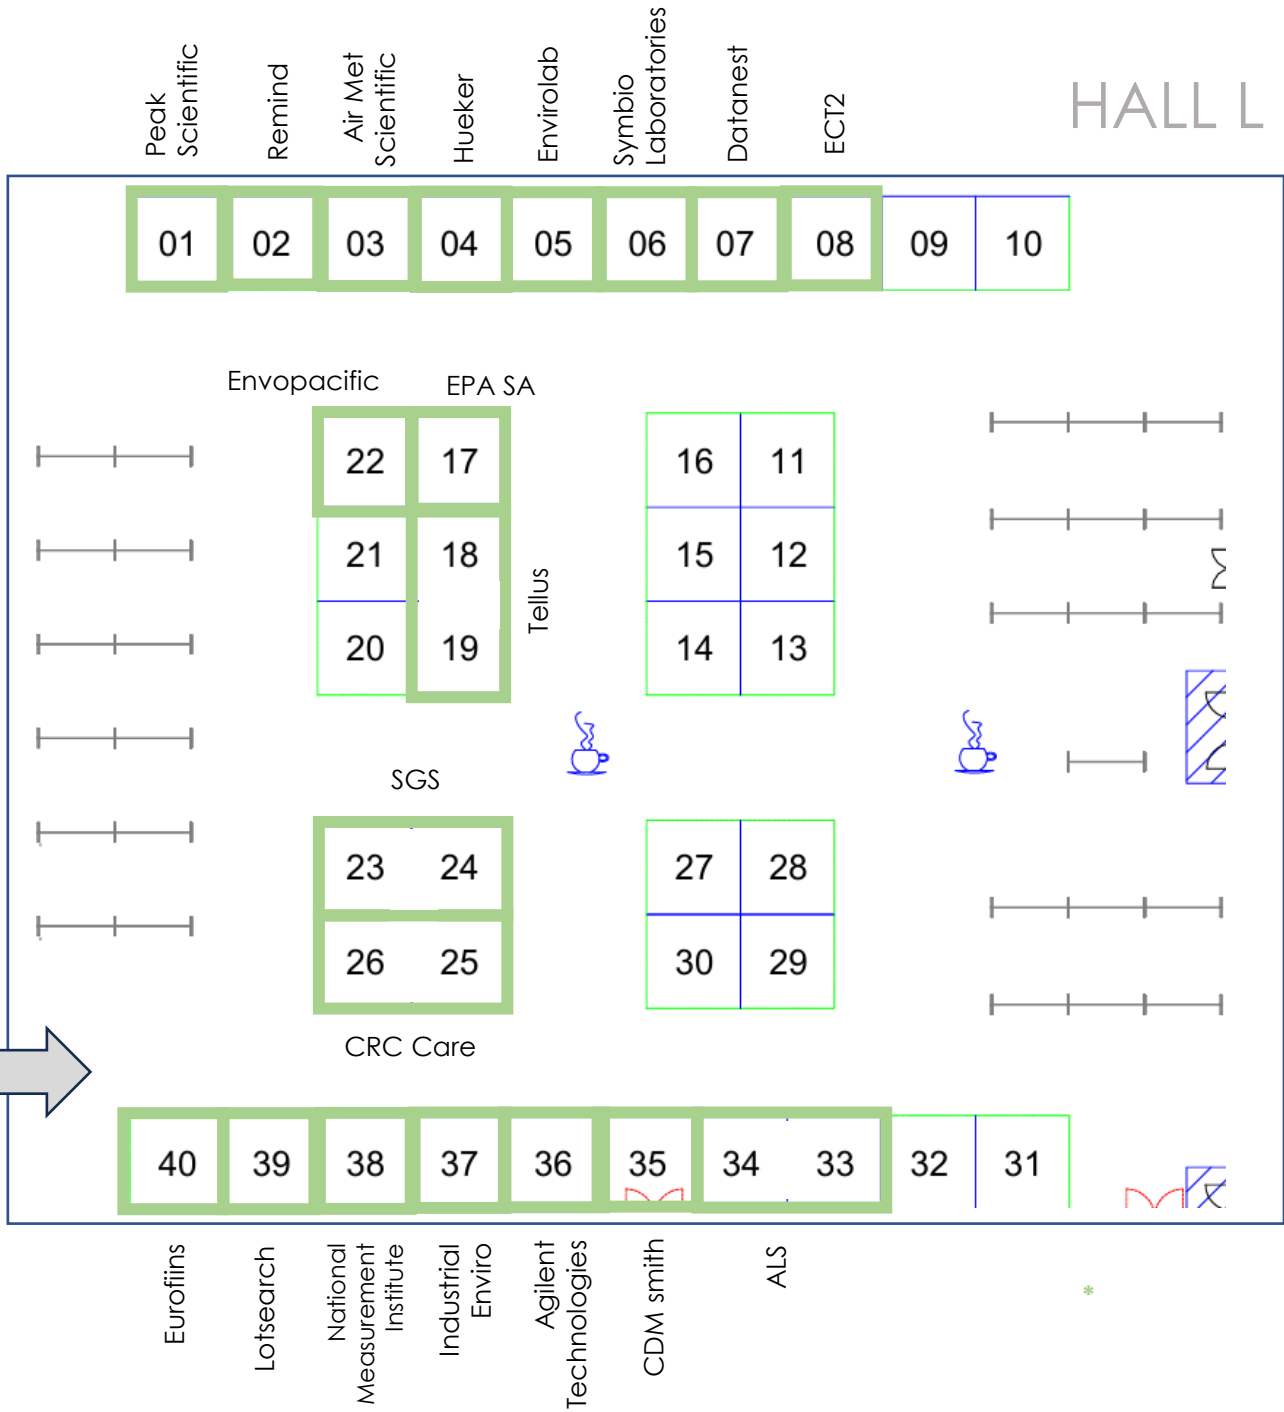 HALL L
Peak
Scientific
Remind
Air Met
Scientific
Hueker
Envirolab
Symbio
Laboratories
Datanest
ECT2
01 02 03 04 05 06 07 08 09 10
Envopacific EPA SA
22 17 16 11
21 18 15 12
Tellus
20 19 14 13
SGS
23 24 27 28
26 25 30 29
CRC Care
40 39 38 37 36 35 34 33 32 31
Eurofiins
Lotsearch
National
Measurement
Institute
Industrial
Enviro
Agilent
Technologies
CDM smith
ALS
*